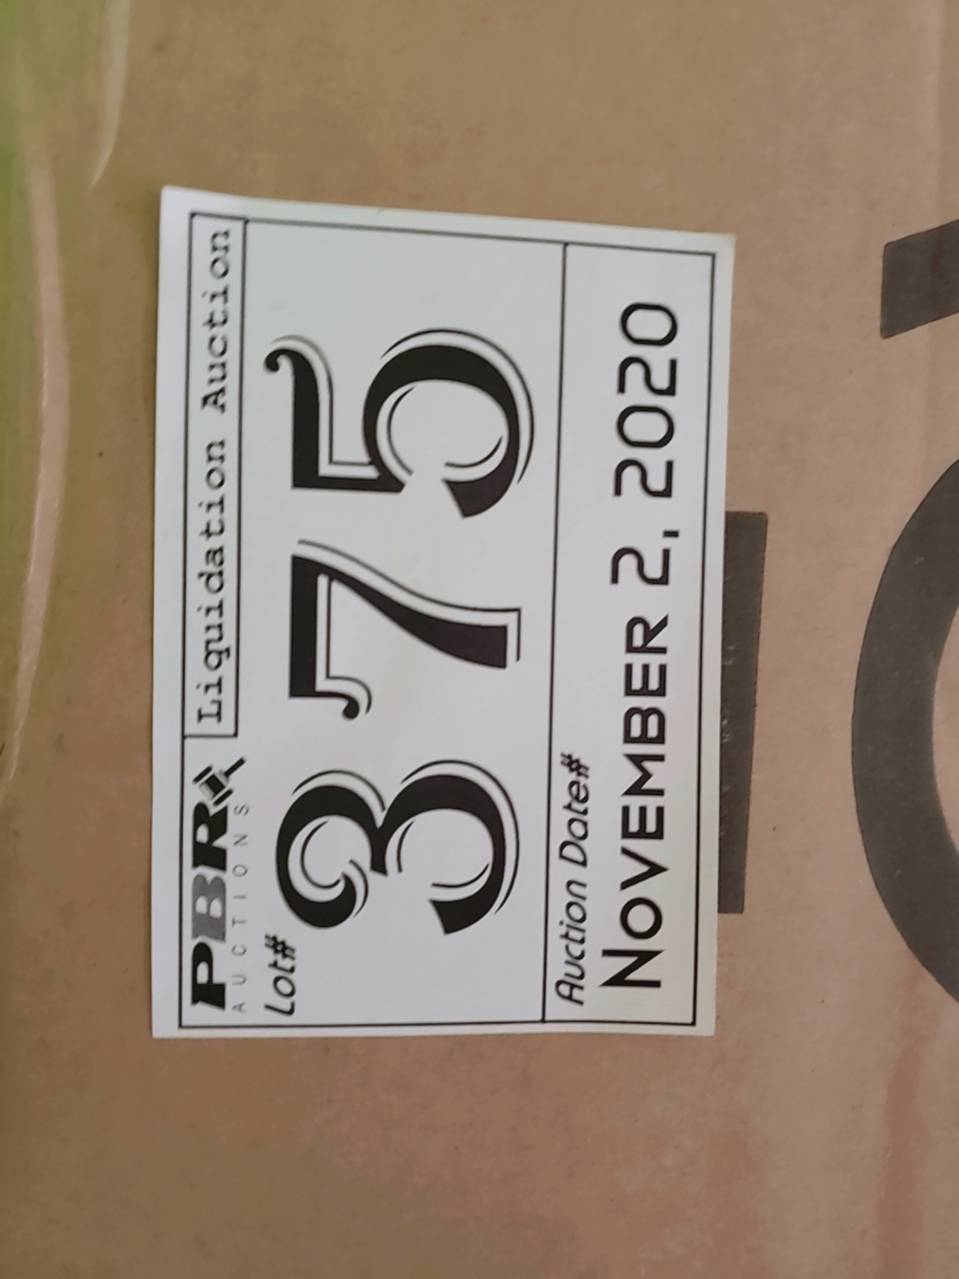 PBR
AUCTIONS
Liquidation Auction
Lot#
375
Auction Date#
NOVEMBER 2, 2020